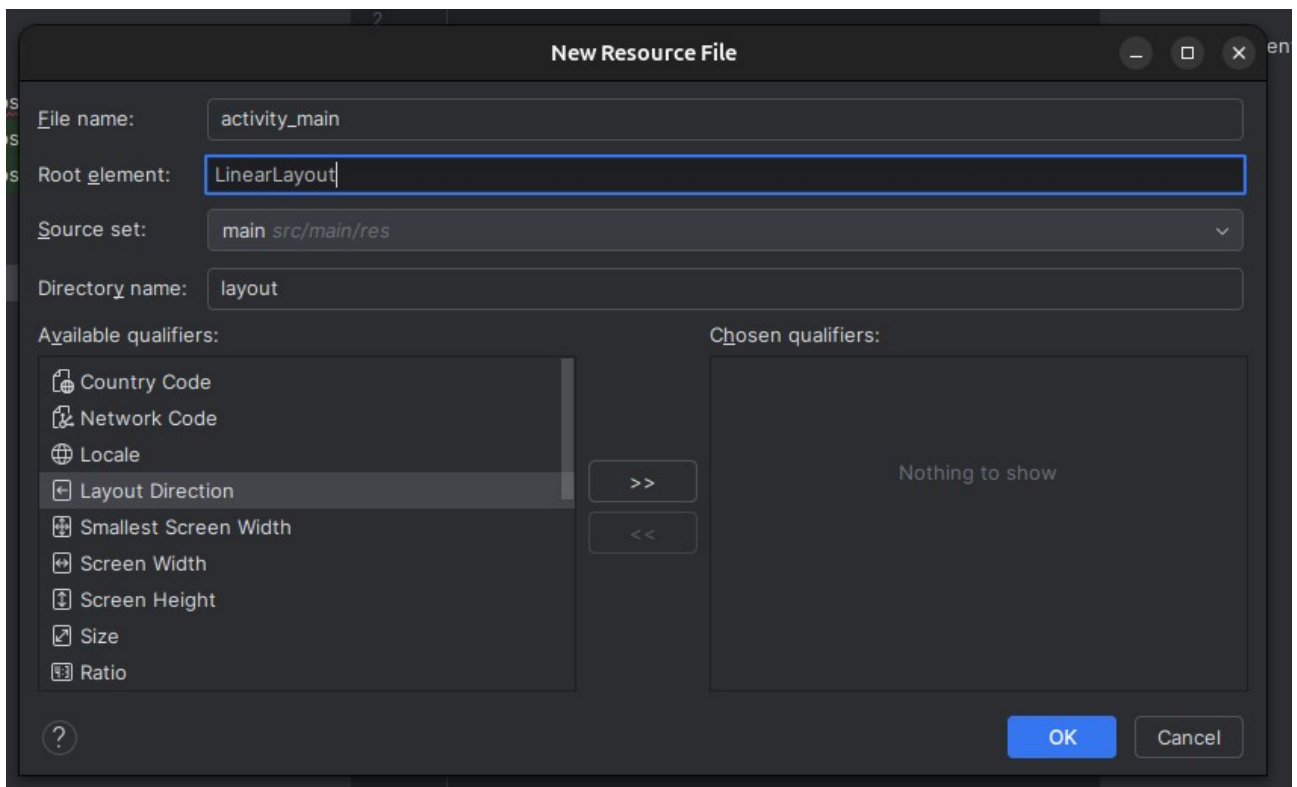 2
New Resource File
en
File name:
activity_main
Root element:
LinearLayout
Source set:
main src/main/res
Directory name:
layout
Available qualifiers:
Chosen qualifiers:
Country Code
Network Code
Locale
Layout Direction
Smallest Screen Width
Screen Width
Screen Height
Size
Ratio
>>
<<
Nothing to show
?
OK
Cancel